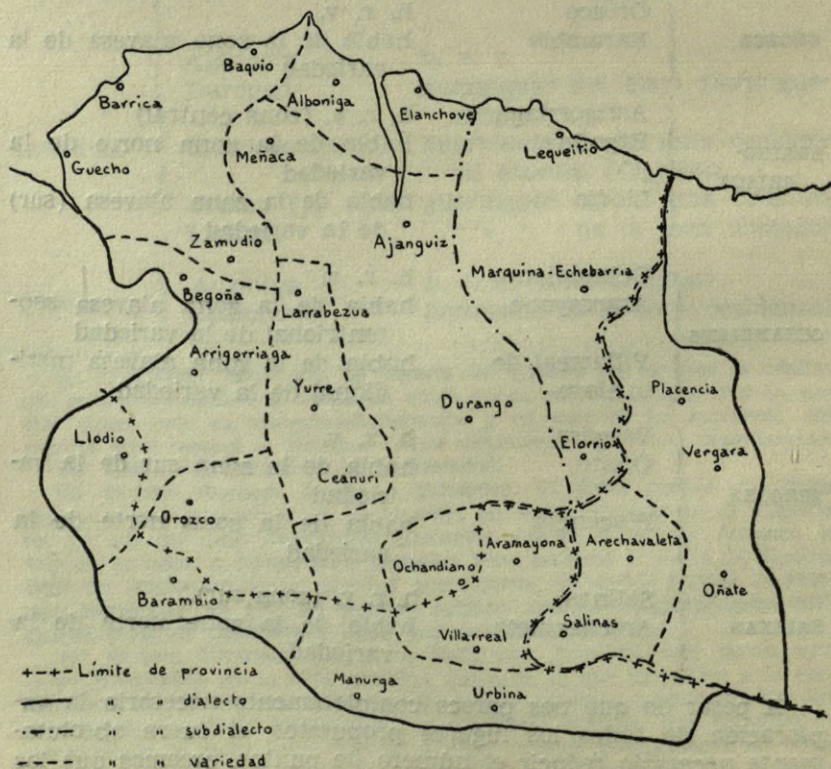 Baquio
Barrica
Alboniga
Elanchove
Guecho
Meñaca
Lequeitio
Zamudio
Ajanguiz
Begoña
Marquina-Echebarria
Larrabezua
Arrigorriaga
Yurre
Durango
Placencia
Llodio
Elorrio
Vergara
Ceanuri
Orozco
Aramayona
Arechavaleta
Ochandiano
Barambio
Oñate
Salinas
Villarreal
Manurga
Urbina
+-+-Límite de provincia
" " dialecto
" " subdialecto
---- " " variedad